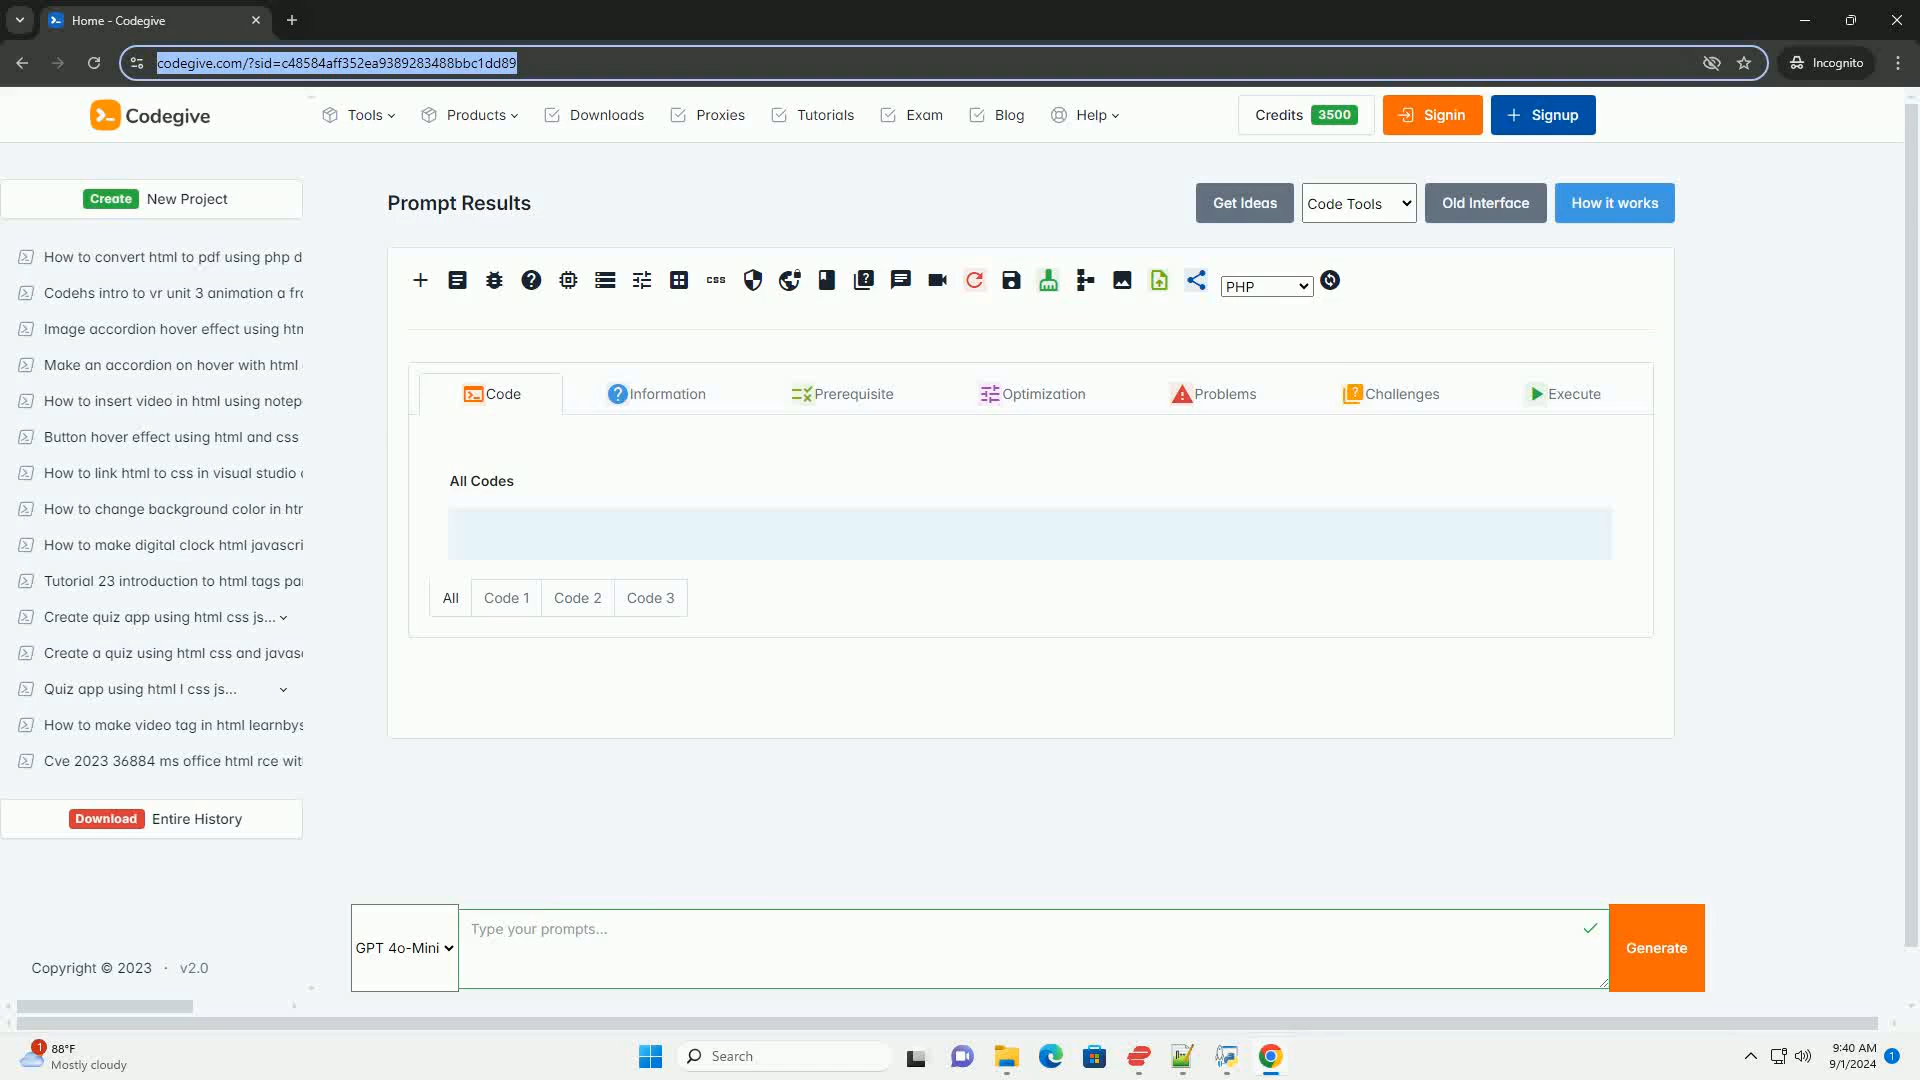 Home - Codegive
codegive.com/?sid=c48584aff352ea9389283488bbc1dd89
Incognito
Codegive
Tools
Products
Downloads
Proxies
Tutorials
Exam
Blog
Help
Credits 3500
Signin
Signup
Create New Project
How to convert html to pdf using php d
Codehs intro to vr unit 3 animation a fr
Image accordion hover effect using htm
Make an accordion on hover with html
How to insert video in html using notep
Button hover effect using html and css
How to link html to css in visual studio
How to change background color in htm
How to make digital clock html javascri
Tutorial 23 introduction to html tags pa
Create quiz app using html css js...
Create a quiz using html css and javas
Quiz app using html l css js...
How to make video tag in html learnbys
Cve 2023 36884 ms office html rce wit
Download Entire History
Copyright © 2023 · v2.0
Prompt Results
Get Ideas
Code Tools
Old Interface
How it works
css
PHP
Code
Information
Prerequisite
Optimization
Problems
Challenges
Execute
All Codes
All
Code 1
Code 2
Code 3
GPT 4o-Mini
Type your prompts...
Generate
1
88°F
Mostly cloudy
Search
9:40 AM
9/1/2024
1